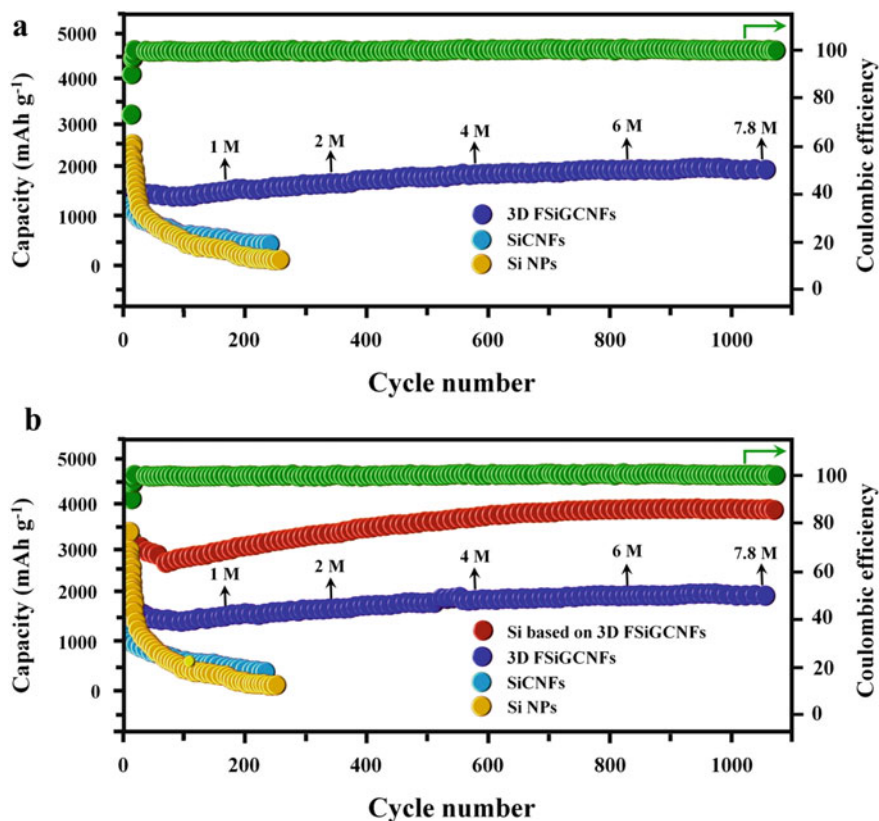 a
5000
4000
3000
2000
1000
0
Capacity (mAh g-1)
100
80
60
40
20
0
Coulombic efficiency
1 M
2 M
4 M
6 M
7.8 M
3D FSiGCNFs
SiCNFs
Si NPs
0 200 400 600 800 1000
Cycle number
b
5000
4000
3000
2000
1000
0
Capacity (mAh g-1)
100
80
60
40
20
0
Coulombic efficiency
1 M
2 M
4 M
6 M
7.8 M
Si based on 3D FSiGCNFs
3D FSiGCNFs
SiCNFs
Si NPs
0 200 400 600 800 1000
Cycle number